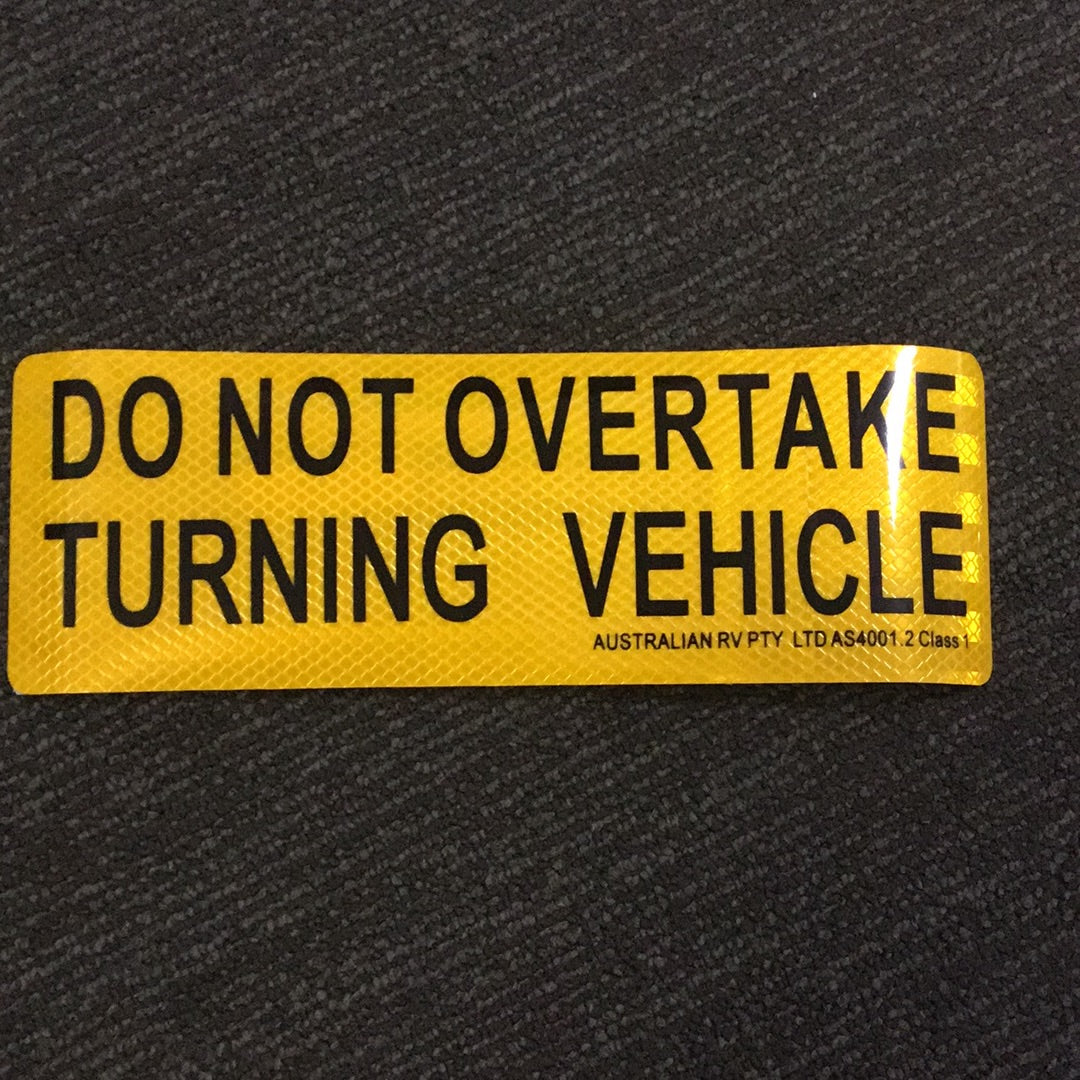 DO NOT OVERTAKE
TURNING VEHICLE
AUSTRALIAN RV PTY LTD AS4001.2 Class 1